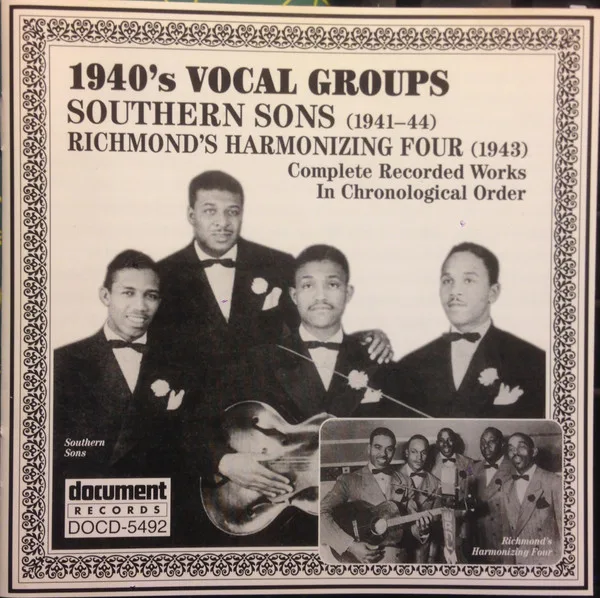 1940's VOCAL GROUPS
SOUTHERN SONS (1941–44)
RICHMOND'S HARMONIZING FOUR (1943)
Complete Recorded Works
In Chronological Order
Southern
Sons
document
RECORDS
DOCD-5492
Richmond's
Harmonizing Four